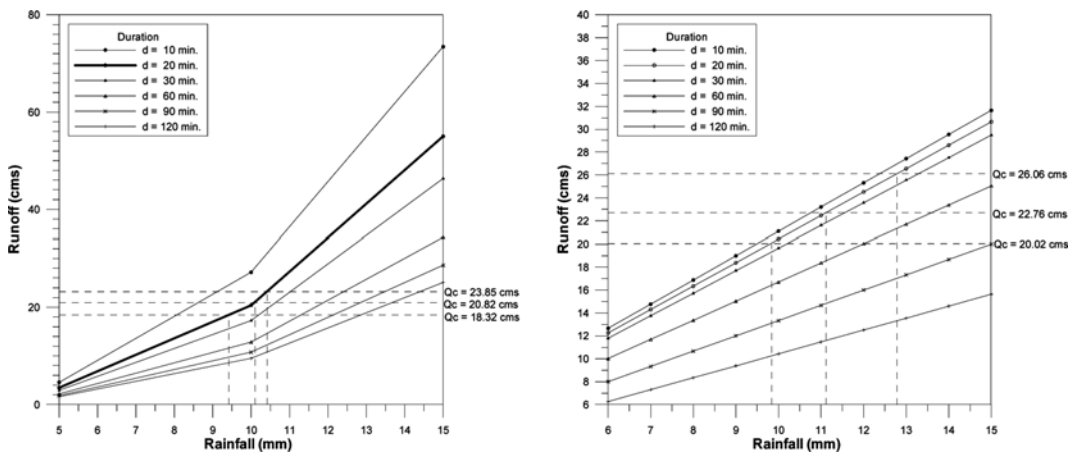 80
60
40
20
0
Runoff (cms)
Duration
d = 10 min.
d = 20 min.
d = 30 min.
d = 60 min.
d = 90 min.
d = 120 min.
Qc = 23.85 cms
Qc = 20.82 cms
Qc = 18.32 cms
5 6 7 8 9 10 11 12 13 14 15
Rainfall (mm)
40
38
36
34
32
30
28
26
24
22
20
18
16
14
12
10
8
6
Runoff (cms)
Duration
d = 10 min.
d = 20 min.
d = 30 min.
d = 60 min.
d = 90 min.
d = 120 min.
Qc = 26.06 cms
Qc = 22.76 cms
Qc = 20.02 cms
6 7 8 9 10 11 12 13 14 15
Rainfall (mm)